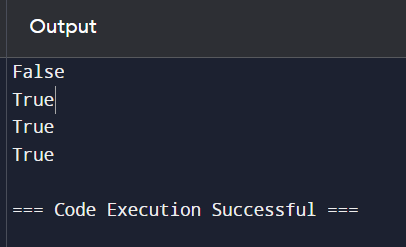 Output
False
True
True
True
=== Code Execution Successful ===